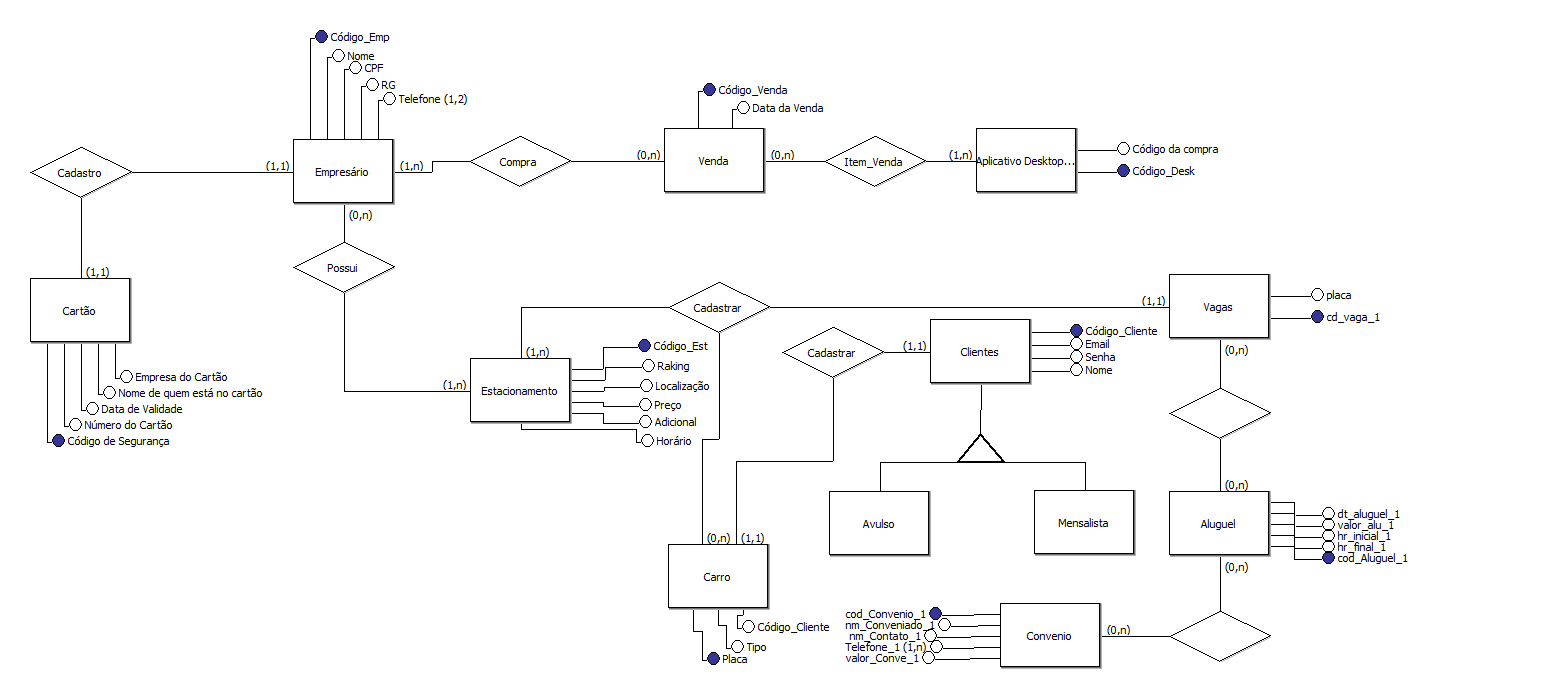 Código_Emp
Nome
CPF
RG
Telefone (1,2)
Código_Venda
Data da Venda
Cadastro
(1,1)
Empresário
(1,n)
Compra
(0,n)
Venda
(0,n)
Item_Venda
(1,n)
Aplicativo Desktop...
Código da compra
Código_Desk
(0,n)
Possui
(1,1)
Cartão
Empresa do Cartão
Nome de quem está no cartão
Data de Validade
Número do Cartão
Código de Segurança
Cadastrar
(1,1)
Vagas
placa
cd_vaga_1
(0,n)
Cadastrar
(1,1)
Clientes
Código_Cliente
Email
Senha
Nome
(1,n)
(1,n)
Estacionamento
Código_Est
Raking
Localização
Preço
Adicional
Horário
Avulso
Mensalista
(0,n)
Aluguel
dt_aluguel_1
valor_alu_1
hr_inicial_1
hr_final_1
cod_Aluguel_1
(0,n)
(0,n)
(1,1)
Carro
Código_Cliente
Tipo
Placa
cod_Convenio_1
nm_Conveniado_1
nm_Contato_1
Telefone_1 (1,n)
valor_Conve_1
Convenio
(0,n)